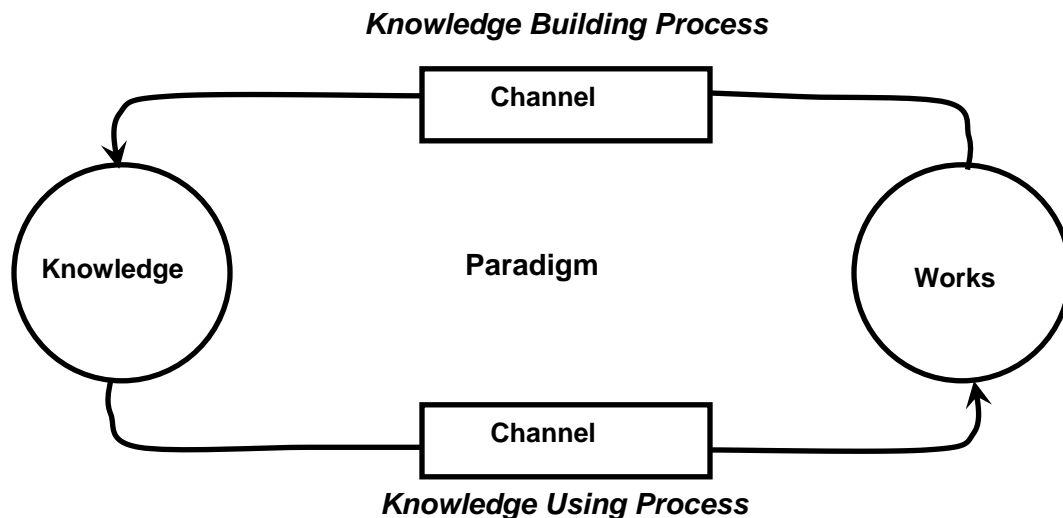 Knowledge Building Process
Channel
Knowledge
Paradigm
Works
Channel
Knowledge Using Process